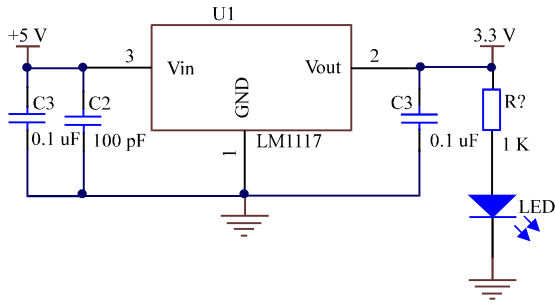 U1
+5 V
3.3 V
3
2
Vin
Vout
GND
C3
C2
C3
R?
0.1 uF
100 pF
1
LM1117
0.1 uF
1 K
LED